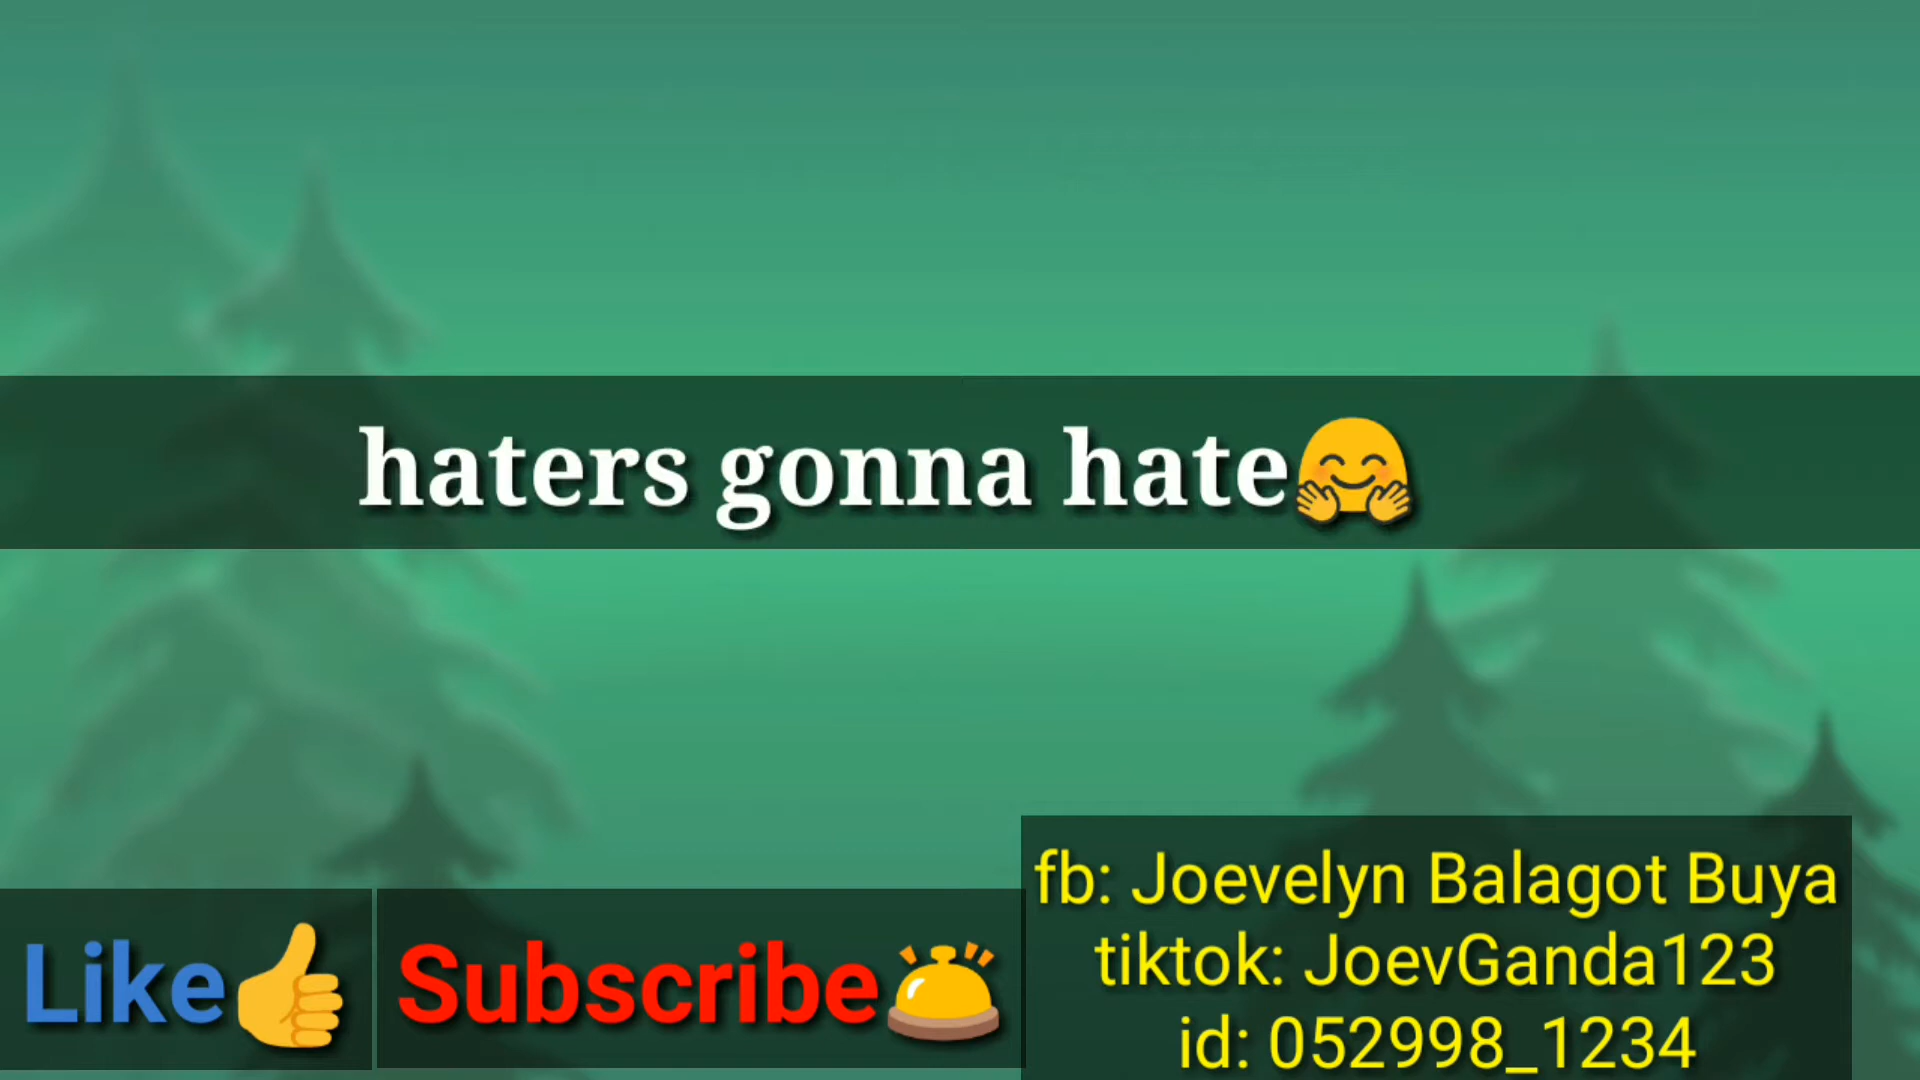 haters gonna hate🤗
Like👍
Subscribe🛎
fb: Joevelyn Balagot Buya
tiktok: JoevGanda123
id: 052998_1234